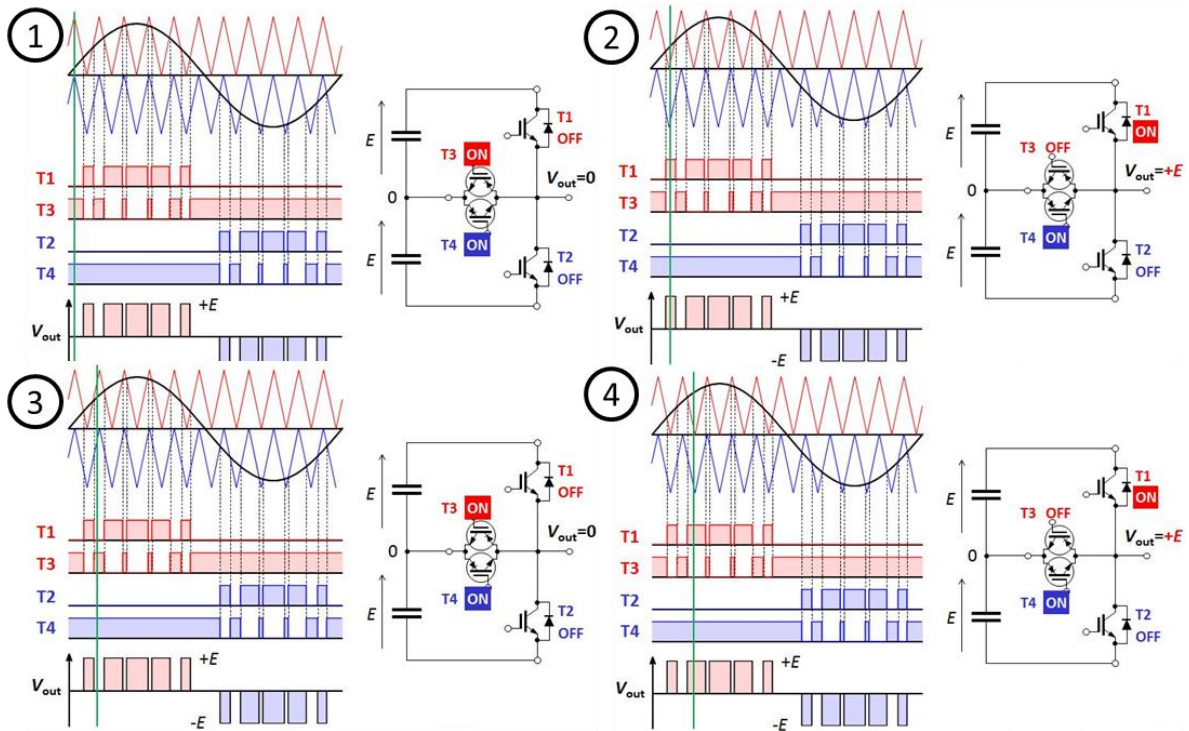 1
T1
OFF
E
T3 ON
Vout=0
0
T4 ON
E
T2
OFF
T1
T3
T2
T4
+E
Vout
2
T1
ON
E
T3 OFF
Vout=+E
0
T4 ON
E
T2
OFF
T1
T3
T2
T4
+E
Vout
-E
3
T1
OFF
E
T3 ON
Vout=0
0
T4 ON
E
T2
OFF
T1
T3
T2
T4
+E
Vout
-E
4
T1
ON
E
T3 OFF
Vout=+E
0
T4 ON
E
T2
OFF
T1
T3
T2
T4
+E
Vout
-E